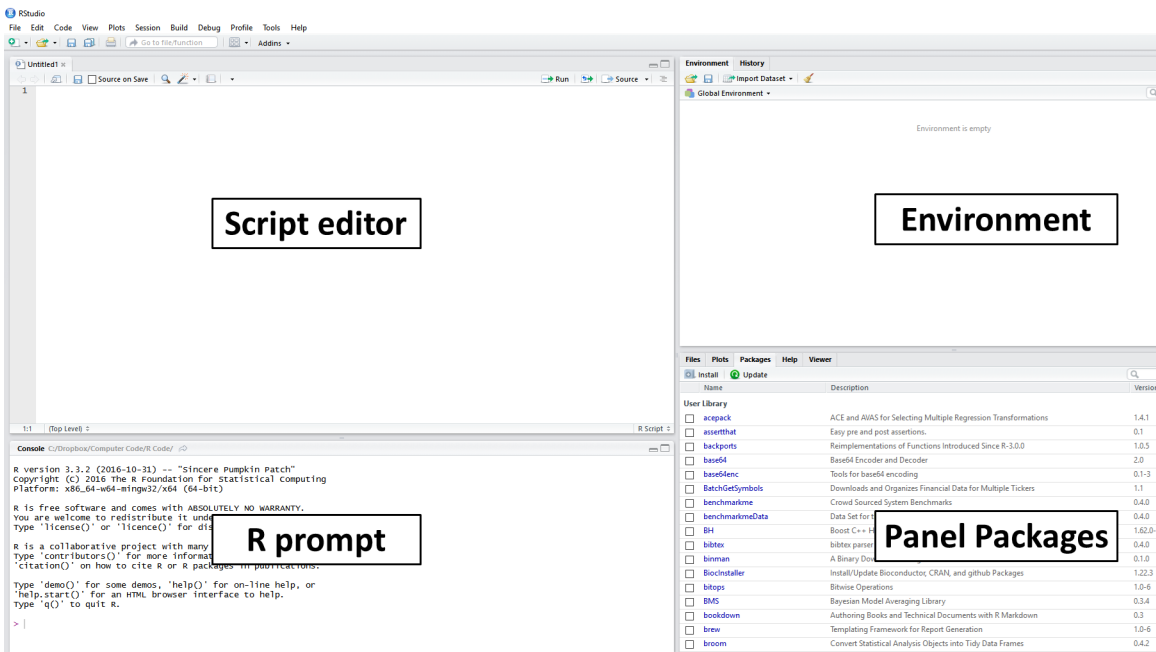 RStudio
File Edit Code View Plots Session Build Debug Profile Tools Help
Go to file/function Addins
Untitled1
Source on Save Run Source
1
Script editor
1:1 (Top Level) R Script
Console C:/Dropbox/Computer Code/R Code/
R version 3.3.2 (2016-10-31) -- "Sincere Pumpkin Patch"
Copyright (C) 2016 The R Foundation for Statistical Computing
Platform: x86_64-w64-mingw32/x64 (64-bit)
R is free software and comes with ABSOLUTELY NO WARRANTY.
You are welcome to redistribute it
Type 'license()' or 'licence()' for
R prompt
R is a collaborative project with many
Type 'contributors()' for more
'citation()' on how to cite R or R packages in publications.
Type 'demo()' for some demos, 'help()' for on-line help, or
'help.start()' for an HTML browser interface to help.
Type 'q()' to quit R.
>
Environment History
Import Dataset
Global Environment
Environment is empty
Environment
Files Plots Packages Help Viewer
Install Update
Name Description
User Library
acepack ACE and AVAS for Selecting Multiple Regression Transformations 1.4.1
assertthat Easy pre and post assertions. 0.1
backports Reimplementations of Functions Introduced Since R-3.0.0 1.0.5
base64 Base64 Encoder and Decoder 2.0
base64enc Tools for base64 encoding 0.1-3
BatchGetSymbols Downloads and Organizes Financial Data for Multiple Tickers 1.1
benchmarkme Crowd Sourced System Benchmarks 0.4.0
benchmarkmeData Data Set for 0.4.0
BH Boost C++ 1.62.0-
Panel Packages
bibtex bibtex parser 0.4.0
binman A Binary 0.1.0
BiocInstaller Install/Update Bioconductor, CRAN, and github Packages 1.22.3
bitops Bitwise Operations 1.0-6
BMS Bayesian Model Averaging Library 0.3.4
bookdown Authoring Books and Technical Documents with R Markdown 0.3
brew Templating Framework for Report Generation 1.0-6
broom Convert Statistical Analysis Objects into Tidy Data Frames 0.4.2